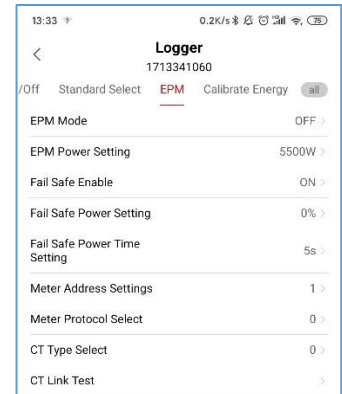 13:33 0.2K/s 75
Logger
1713341060
/Off Standard Select EPM Calibrate Energy all
EPM Mode OFF >
EPM Power Setting 5500W >
Fail Safe Enable ON >
Fail Safe Power Setting 0% >
Fail Safe Power Time
Setting 5s >
Meter Address Settings 1 >
Meter Protocol Select 0 >
CT Type Select 0 >
CT Link Test >